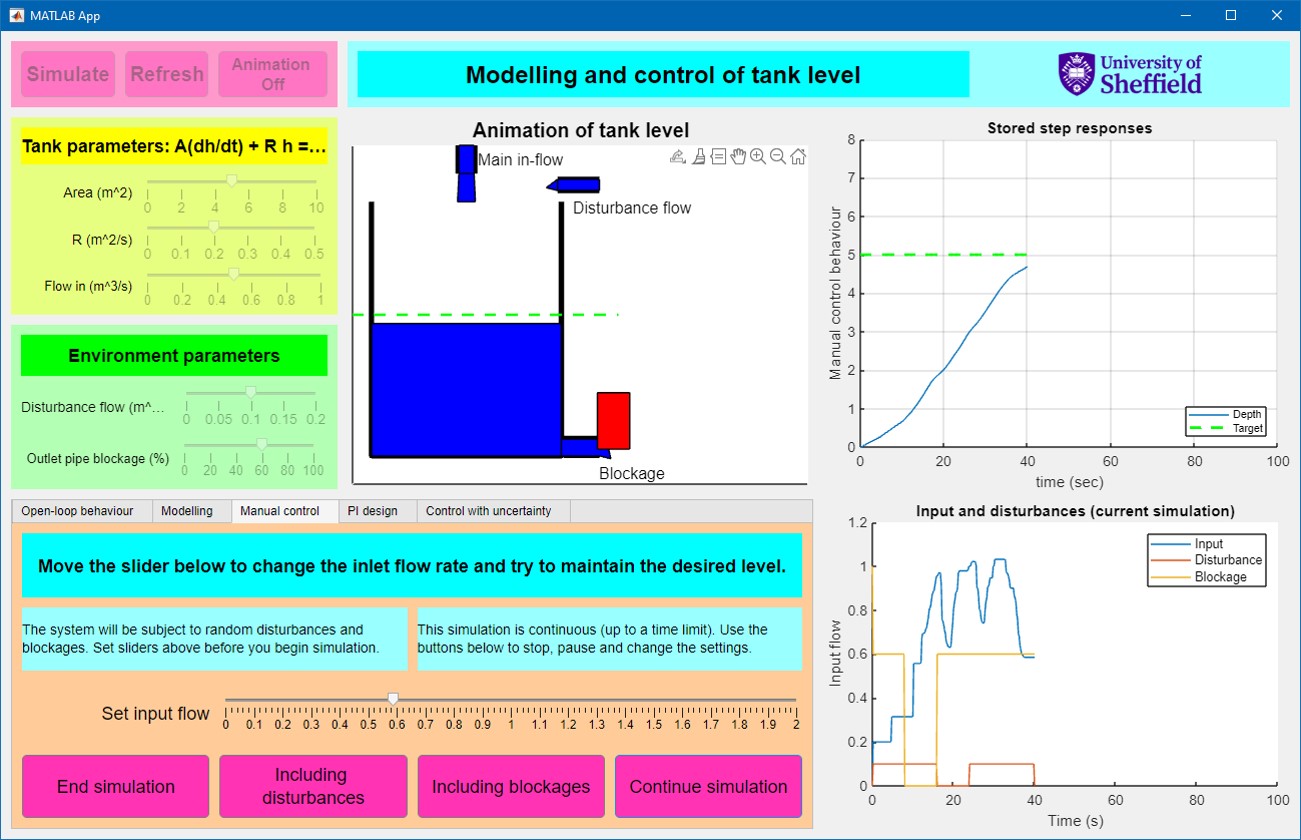 MATLAB App
Simulate
Refresh
Animation
Off
Modelling and control of tank level
University of
Sheffield
Tank parameters: A(dh/dt) + R h =...
Area (m^2)
0 2 4 6 8 10
R (m^2/s)
0 0.1 0.2 0.3 0.4 0.5
Flow in (m^3/s)
0 0.2 0.4 0.6 0.8 1
Environment parameters
Disturbance flow (m^...
0 0.05 0.1 0.15 0.2
Outlet pipe blockage (%)
0 20 40 60 80 100
Animation of tank level
Main in-flow
Disturbance flow
Blockage
Stored step responses
Manual control behaviour
8
7
6
5
4
3
2
1
0
Depth
Target
0 20 40 60 80 100
time (sec)
Open-loop behaviour
Modelling
Manual control
PI design
Control with uncertainty
Move the slider below to change the inlet flow rate and try to maintain the desired level.
The system will be subject to random disturbances and
blockages. Set sliders above before you begin simulation.
This simulation is continuous (up to a time limit). Use the
buttons below to stop, pause and change the settings.
Set input flow
0 0.1 0.2 0.3 0.4 0.5 0.6 0.7 0.8 0.9 1 1.1 1.2 1.3 1.4 1.5 1.6 1.7 1.8 1.9 2
End simulation
Including
disturbances
Including blockages
Continue simulation
Input and disturbances (current simulation)
Input flow
1.2
1
0.8
0.6
0.4
0.2
0
Input
Disturbance
Blockage
0 20 40 60 80 100
Time (s)